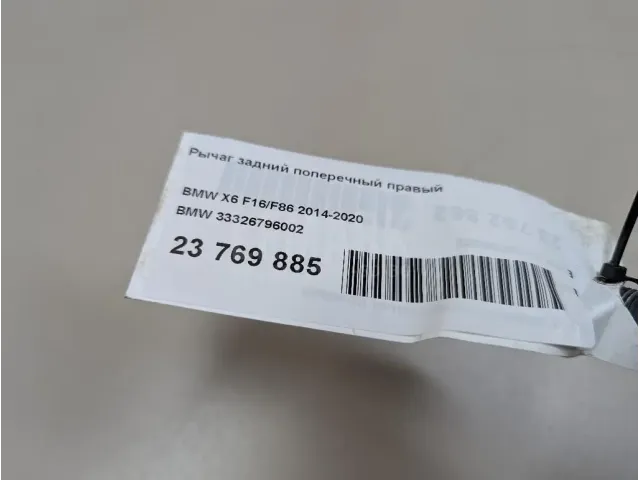 Рычаг задний поперечный правый
BMW X6 F16/F86 2014-2020
BMW 33326796002
23 769 885